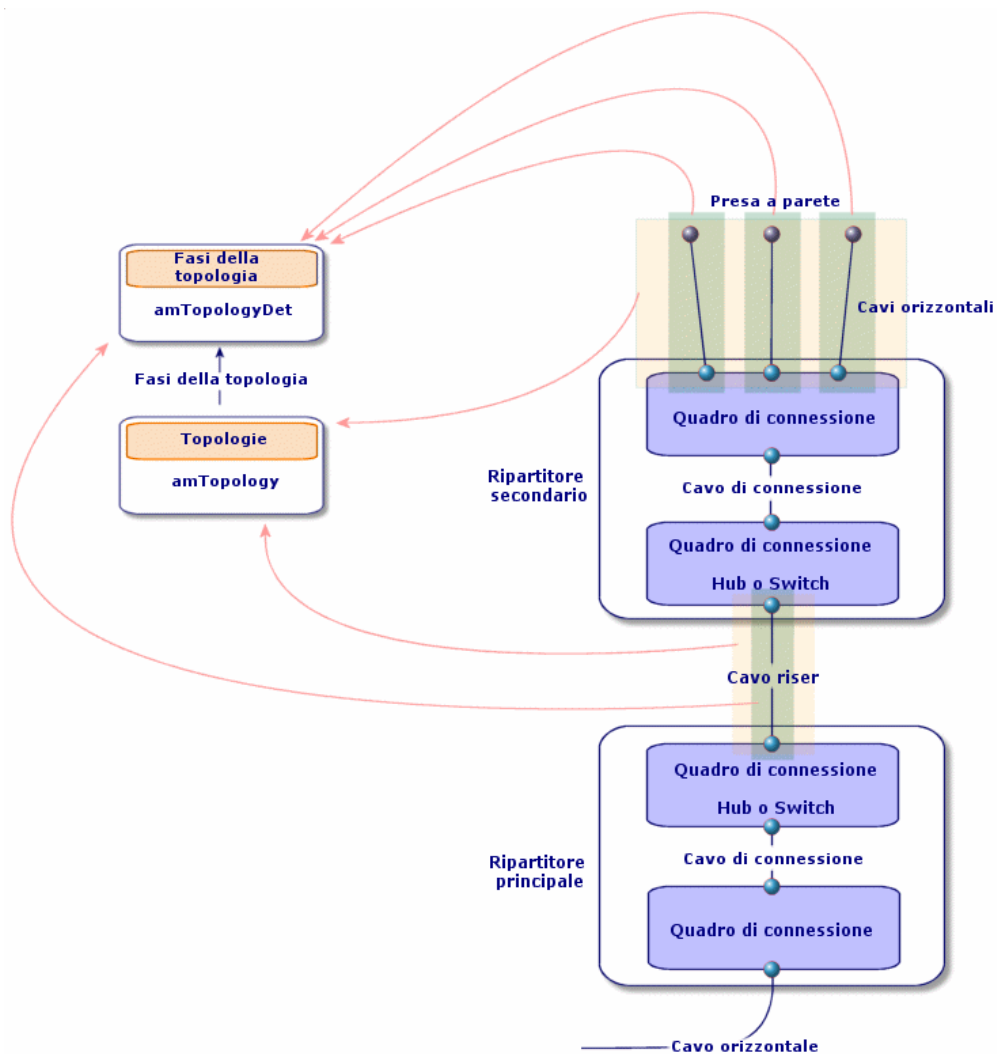 Presa a parete
Fasi della
topologia
amTopologyDet
Cavi orizzontali
Fasi della topologia
Topologie
amTopology
Quadro di connessione
Ripartitore
secondario
Cavo di connessione
Quadro di connessione
Hub o Switch
Cavo riser
Quadro di connessione
Hub o Switch
Ripartitore
principale
Cavo di connessione
Quadro di connessione
Cavo orizzontale